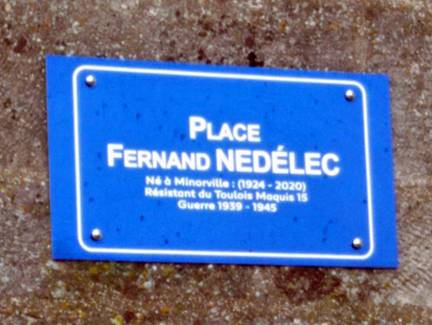 PLACE
FERNAND NEDÉLEC
Né à Minorville : (1924 - 2020)
Résistant du Toulois Maquis 15
Guerre 1939 - 1945